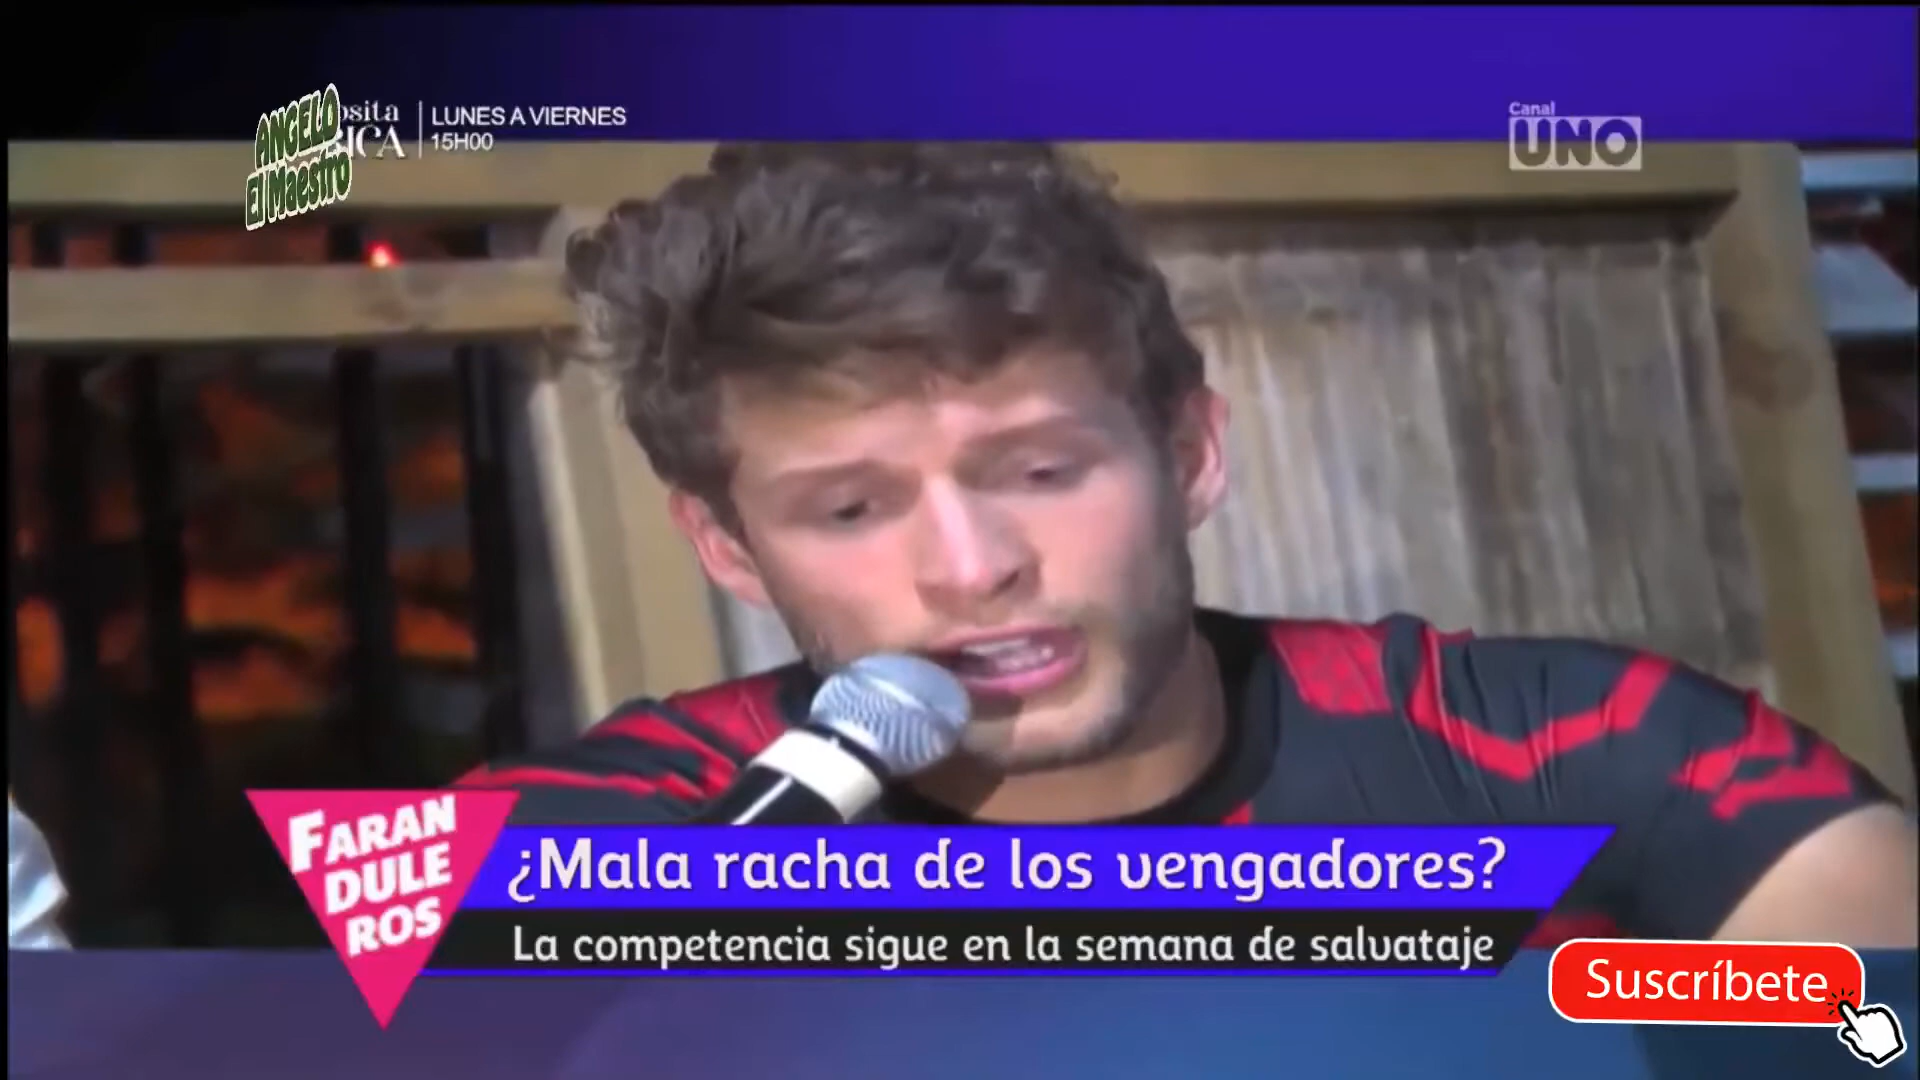 ANGELO
El Maestro
LUNES A VIERNES
15H00
Canal
UNO
FARAN
DULE
ROS
¿Mala racha de los vengadores?
La competencia sigue en la semana de salvataje
Suscríbete